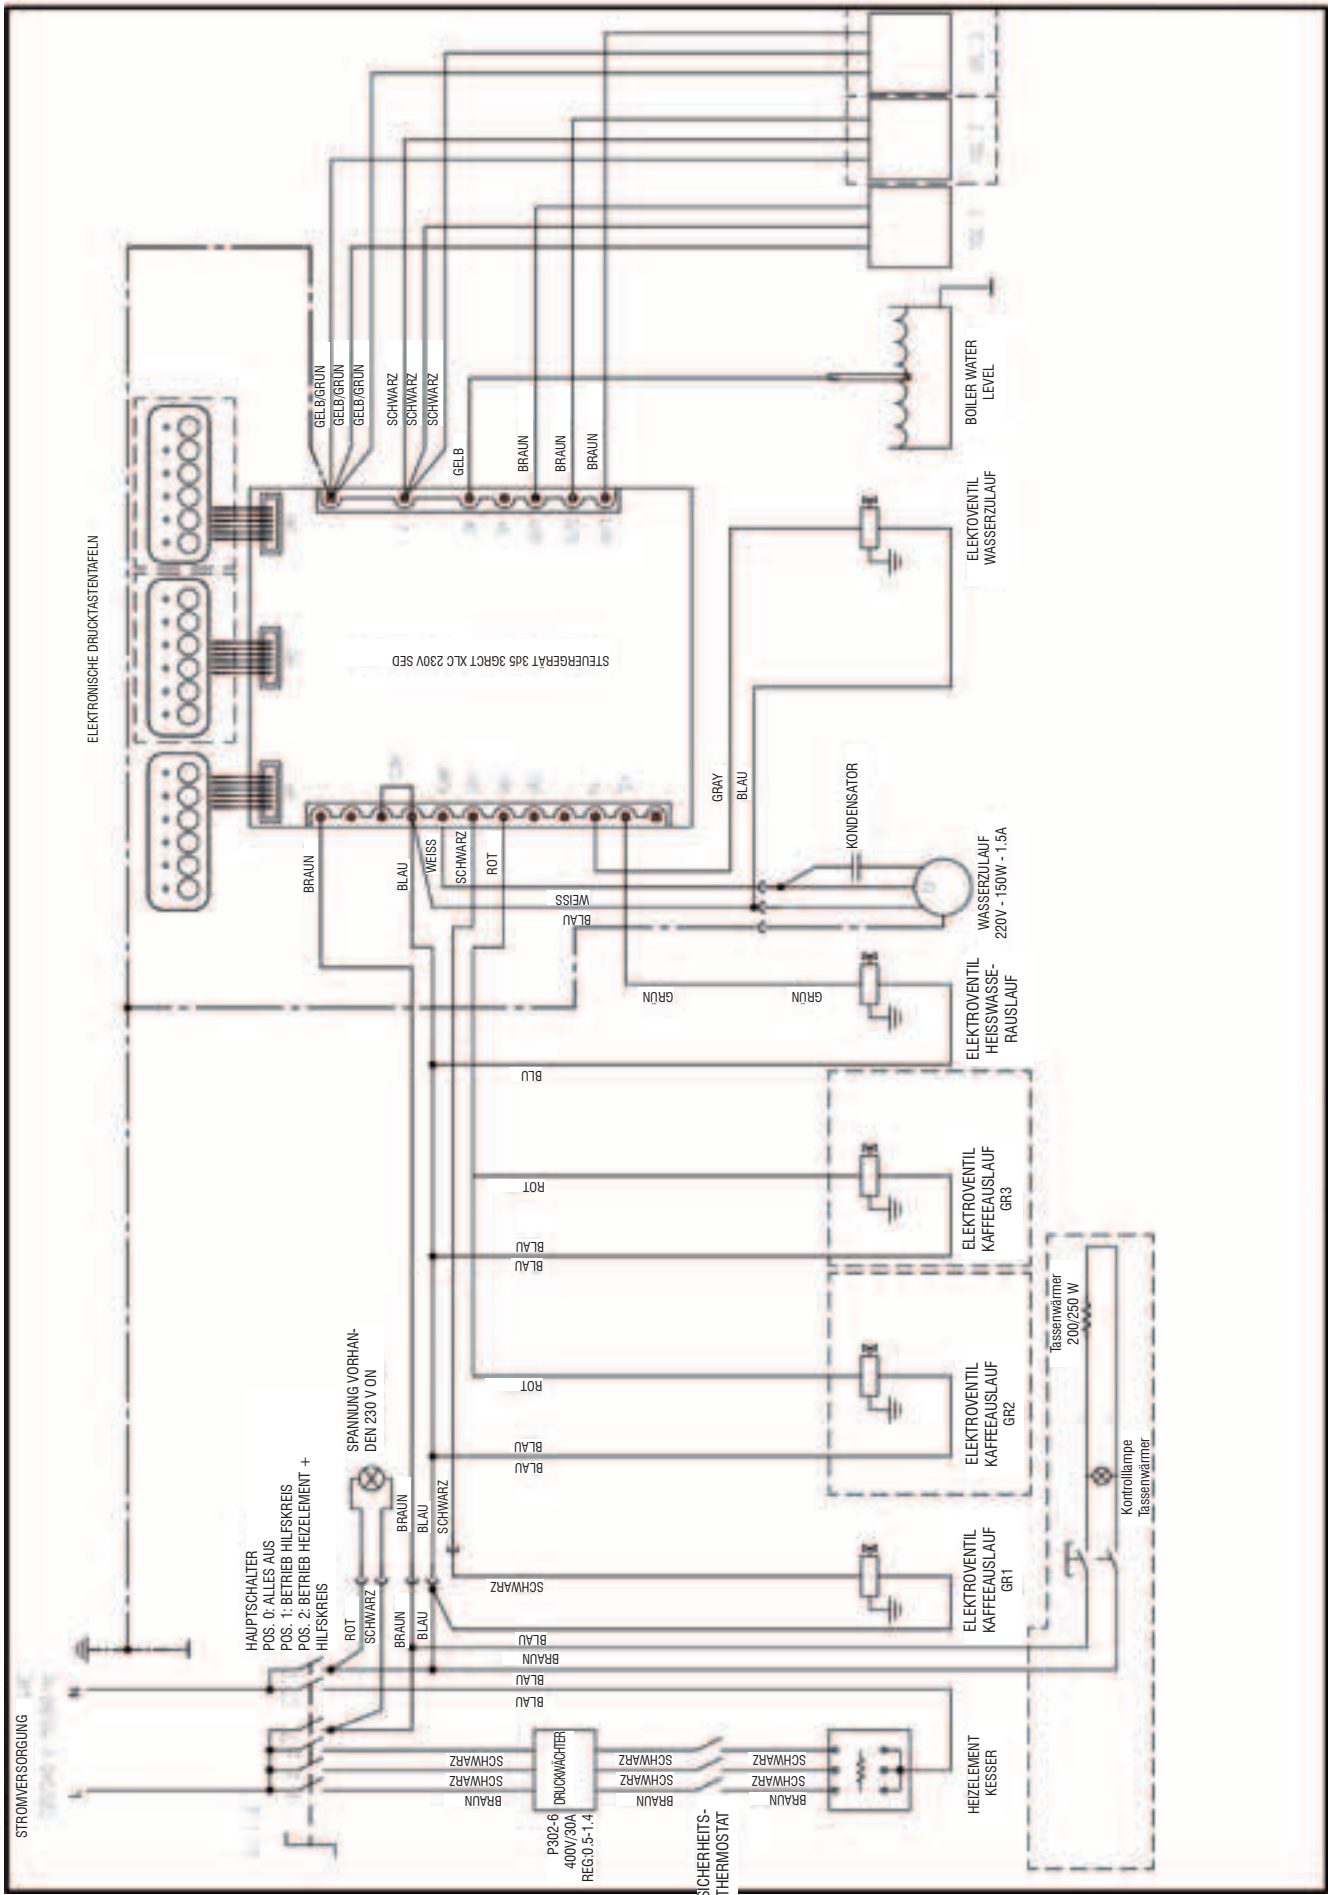 STROMVERSORGUNG
N
L
HAUPTSCHALTER
POS. 0: ALLES AUS
POS. 1: BETRIEB HILFSKREIS
POS. 2: BETRIEB HEIZELEMENT +
HILFSKREIS
SPANNUNG VORHAN-
DEN 230 V ON
ELEKTRONISCHE DRUCKTASTENTAFELN
STEUERGERÄT 3d5 3GRCT XLC 230V SED
GELB/GRÜN
GELB/GRÜN
GELB/GRÜN
SCHWARZ
SCHWARZ
SCHWARZ
GELB
BRAUN
BRAUN
BRAUN
BRAUN
BLAU
WEISS
SCHWARZ
ROT
WEISS
BLAU
GRAY
BLAU
GRÜN
GRÜN
BLU
ROT
BLAU
BLAU
ROT
BLAU
BLAU
ROT
SCHWARZ
BRAUN
BLAU
BRAUN
BLAU
SCHWARZ
SCHWARZ
BLAU
BRAUN
BLAU
BLAU
SCHWARZ
SCHWARZ
BRAUN
P302-6
400V/30A
REG:0.5-1.4
DRUCKWÄCHTER
SCHWARZ
SCHWARZ
BRAUN
SICHERHEITS-
THERMOSTAT
SCHWARZ
SCHWARZ
BRAUN
HEIZELEMENT
KESSER
ELEKTROVENTIL
KAFFEEAUSLAUF
GR1
ELEKTROVENTIL
KAFFEEAUSLAUF
GR2
ELEKTROVENTIL
KAFFEEAUSLAUF
GR3
ELEKTROVENTIL
HEISSWASSE-
RAUSLAUF
KONDENSATOR
WASSERZULAUF
220V - 150W - 1.5A
ELEKTOVENTIL
WASSERZULAUF
BOILER WATER
LEVEL
Tassenwärmer
200/250 W
Kontrolllampe
Tassenwärmer